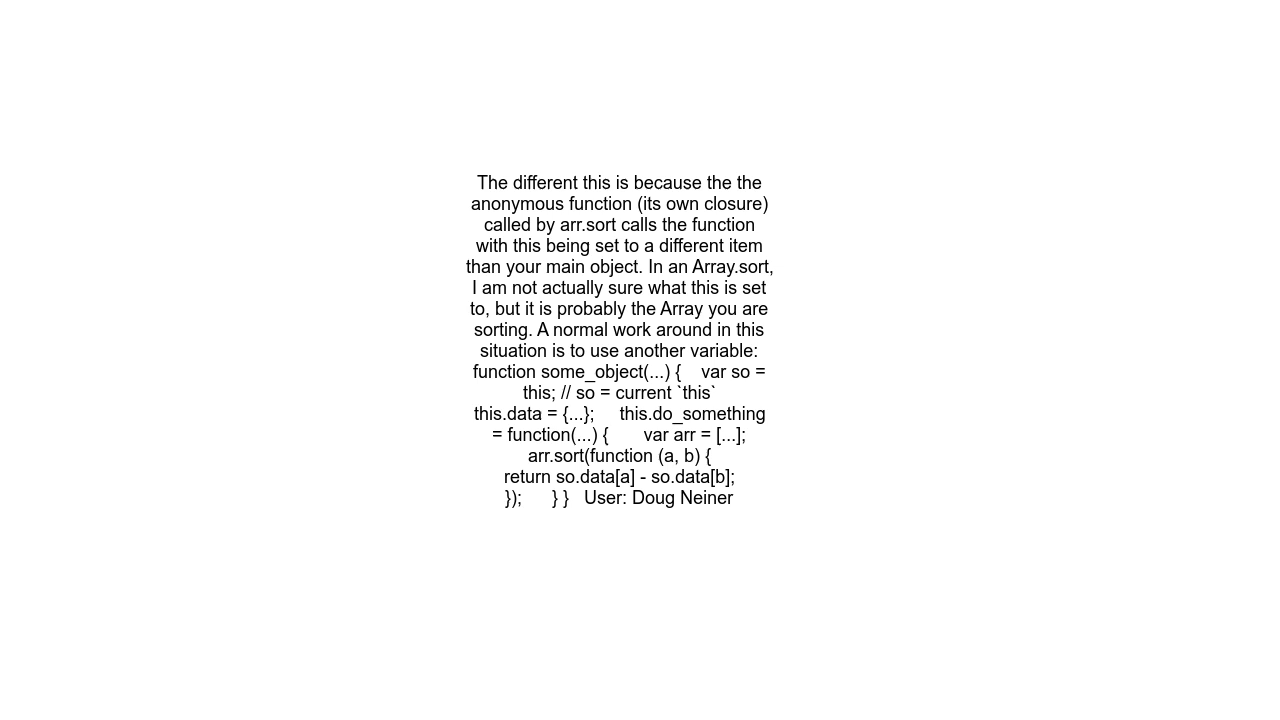 The different this is because the the
anonymous function (its own closure)
called by arr.sort calls the function
with this being set to a different item
than your main object. In an Array.sort,
I am not actually sure what this is set
to, but it is probably the Array you are
sorting. A normal work around in this
situation is to use another variable:
function some_object(...) {    var so =
this; // so = current `this`
this.data = {...};     this.do_something
= function(...) {       var arr = [...];
arr.sort(function (a, b) {
return so.data[a] - so.data[b];
});      } }   User: Doug Neiner